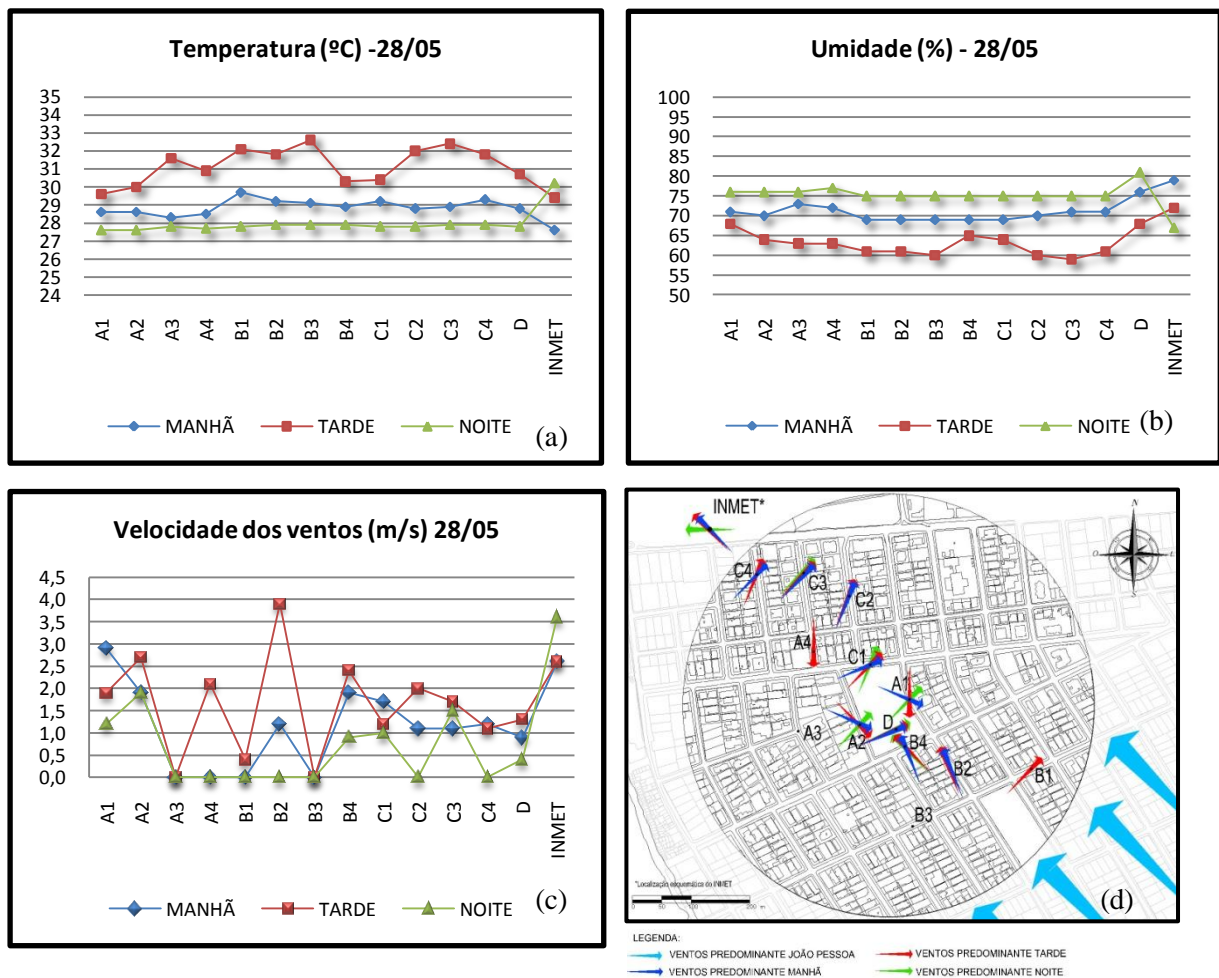 Temperatura (ºC) -28/05
35
34
33
32
31
30
29
28
27
26
25
24
A1 A2 A3 A4 B1 B2 B3 B4 C1 C2 C3 C4 D INMET
MANHÃ TARDE NOITE
(a)
Umidade (%) - 28/05
100
95
90
85
80
75
70
65
60
55
50
A1 A2 A3 A4 B1 B2 B3 B4 C1 C2 C3 C4 D INMET
MANHÃ TARDE NOITE
(b)
Velocidade dos ventos (m/s) 28/05
4,5
4,0
3,5
3,0
2,5
2,0
1,5
1,0
0,5
0,0
A1 A2 A3 A4 B1 B2 B3 B4 C1 C2 C3 C4 D INMET
MANHÃ TARDE NOITE
(c)
INMET*
N
O
E
S
C4
C3
C2
A4
C1
A1
D
A3
A2
B4
B2
B1
B3
*Localização esquemática do INMET
(d)
LEGENDA:
VENTOS PREDOMINANTE JOÃO PESSOA
VENTOS PREDOMINANTE TARDE
VENTOS PREDOMINANTE MANHÃ
VENTOS PREDOMINANTE NOITE